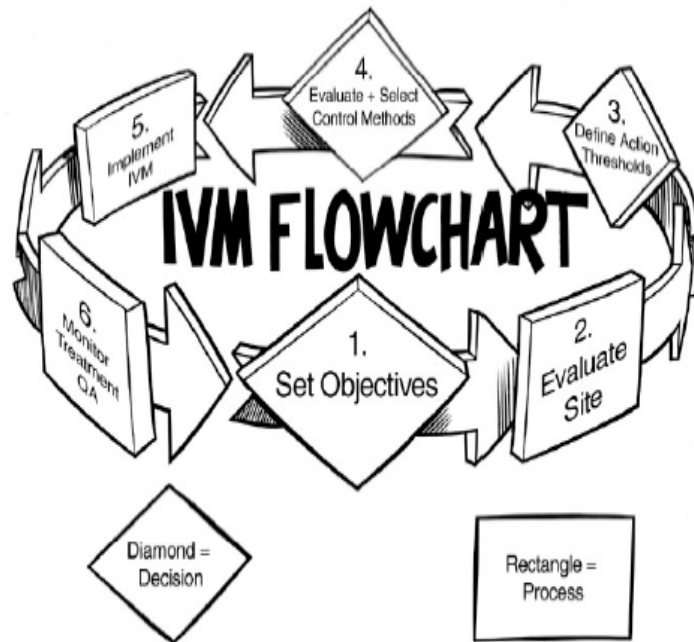 4.
Evaluate + Select
Control Methods
3.
Define Action
Thresholds
5.
Implement
IVM
IVM FLOWCHART
6.
Monitor
Treatment
QA
1.
Set Objectives
2.
Evaluate
Site
Diamond =
Decision
Rectangle =
Process